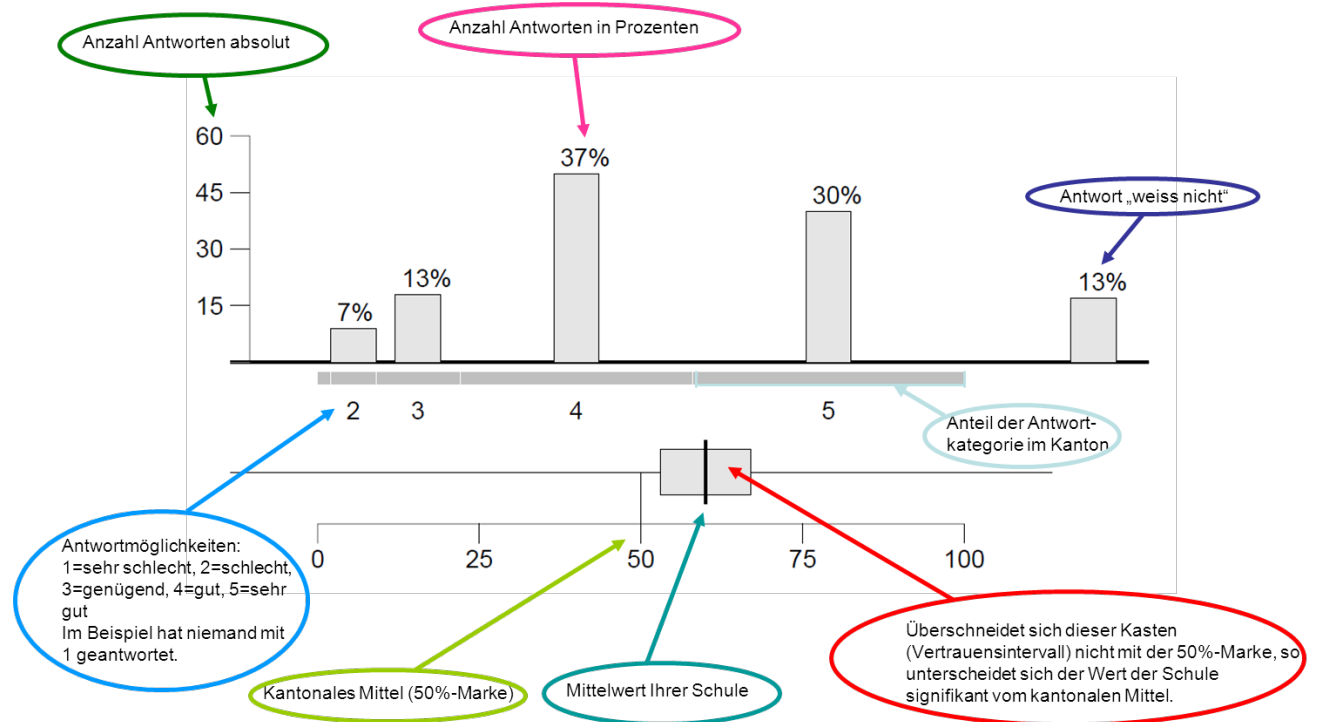 Anzahl Antworten absolut
Anzahl Antworten in Prozenten
60
45
30
15
7%
13%
37%
30%
13%
Antwort „weiss nicht“
2
3
4
5
Anteil der Antwort-
kategorie im Kanton
0
25
50
75
100
Antwortmöglichkeiten:
1=sehr schlecht, 2=schlecht,
3=genügend, 4=gut, 5=sehr
gut
Im Beispiel hat niemand mit
1 geantwortet.
Kantonales Mittel (50%-Marke)
Mittelwert Ihrer Schule
Überschneidet sich dieser Kasten
(Vertrauensintervall) nicht mit der 50%-Marke, so
unterscheidet sich der Wert der Schule
signifikant vom kantonalen Mittel.